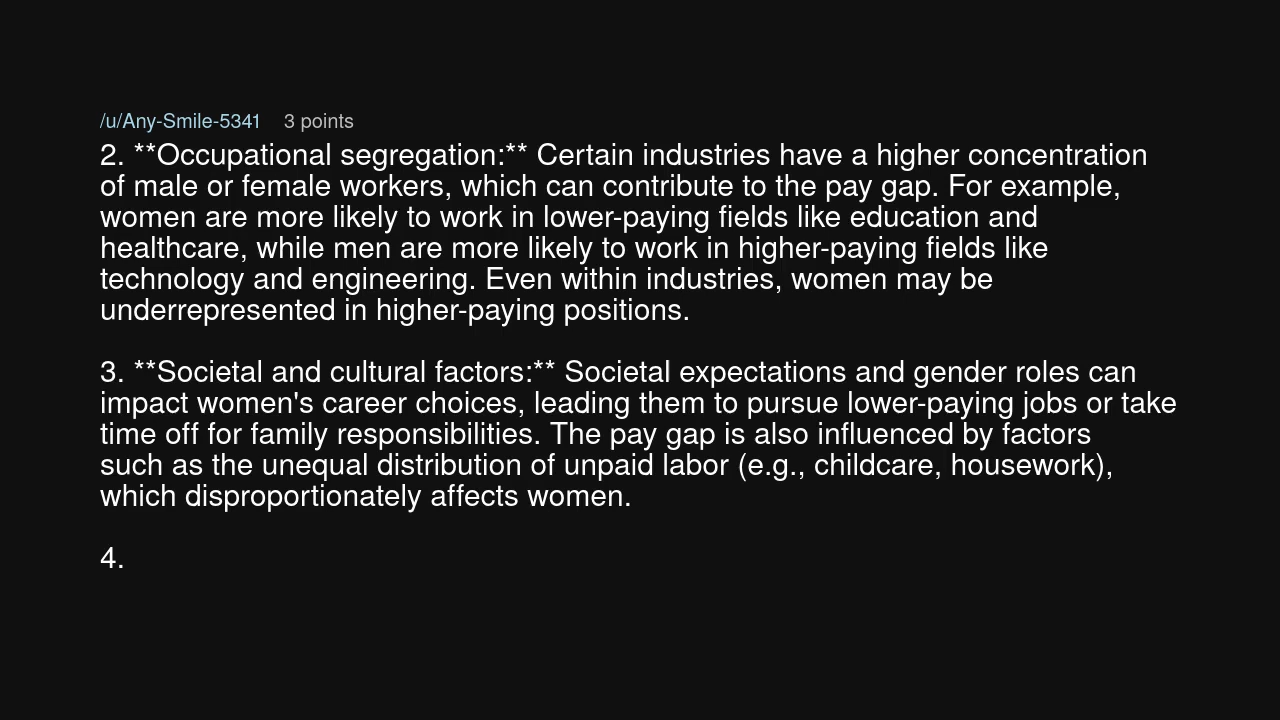 /u/Any-Smile-5341 3 points
2. **Occupational segregation:** Certain industries have a higher concentration
of male or female workers, which can contribute to the pay gap. For example,
women are more likely to work in lower-paying fields like education and
healthcare, while men are more likely to work in higher-paying fields like
technology and engineering. Even within industries, women may be
underrepresented in higher-paying positions.
3. **Societal and cultural factors:** Societal expectations and gender roles can
impact women's career choices, leading them to pursue lower-paying jobs or take
time off for family responsibilities. The pay gap is also influenced by factors
such as the unequal distribution of unpaid labor (e.g., childcare, housework),
which disproportionately affects women.
4.